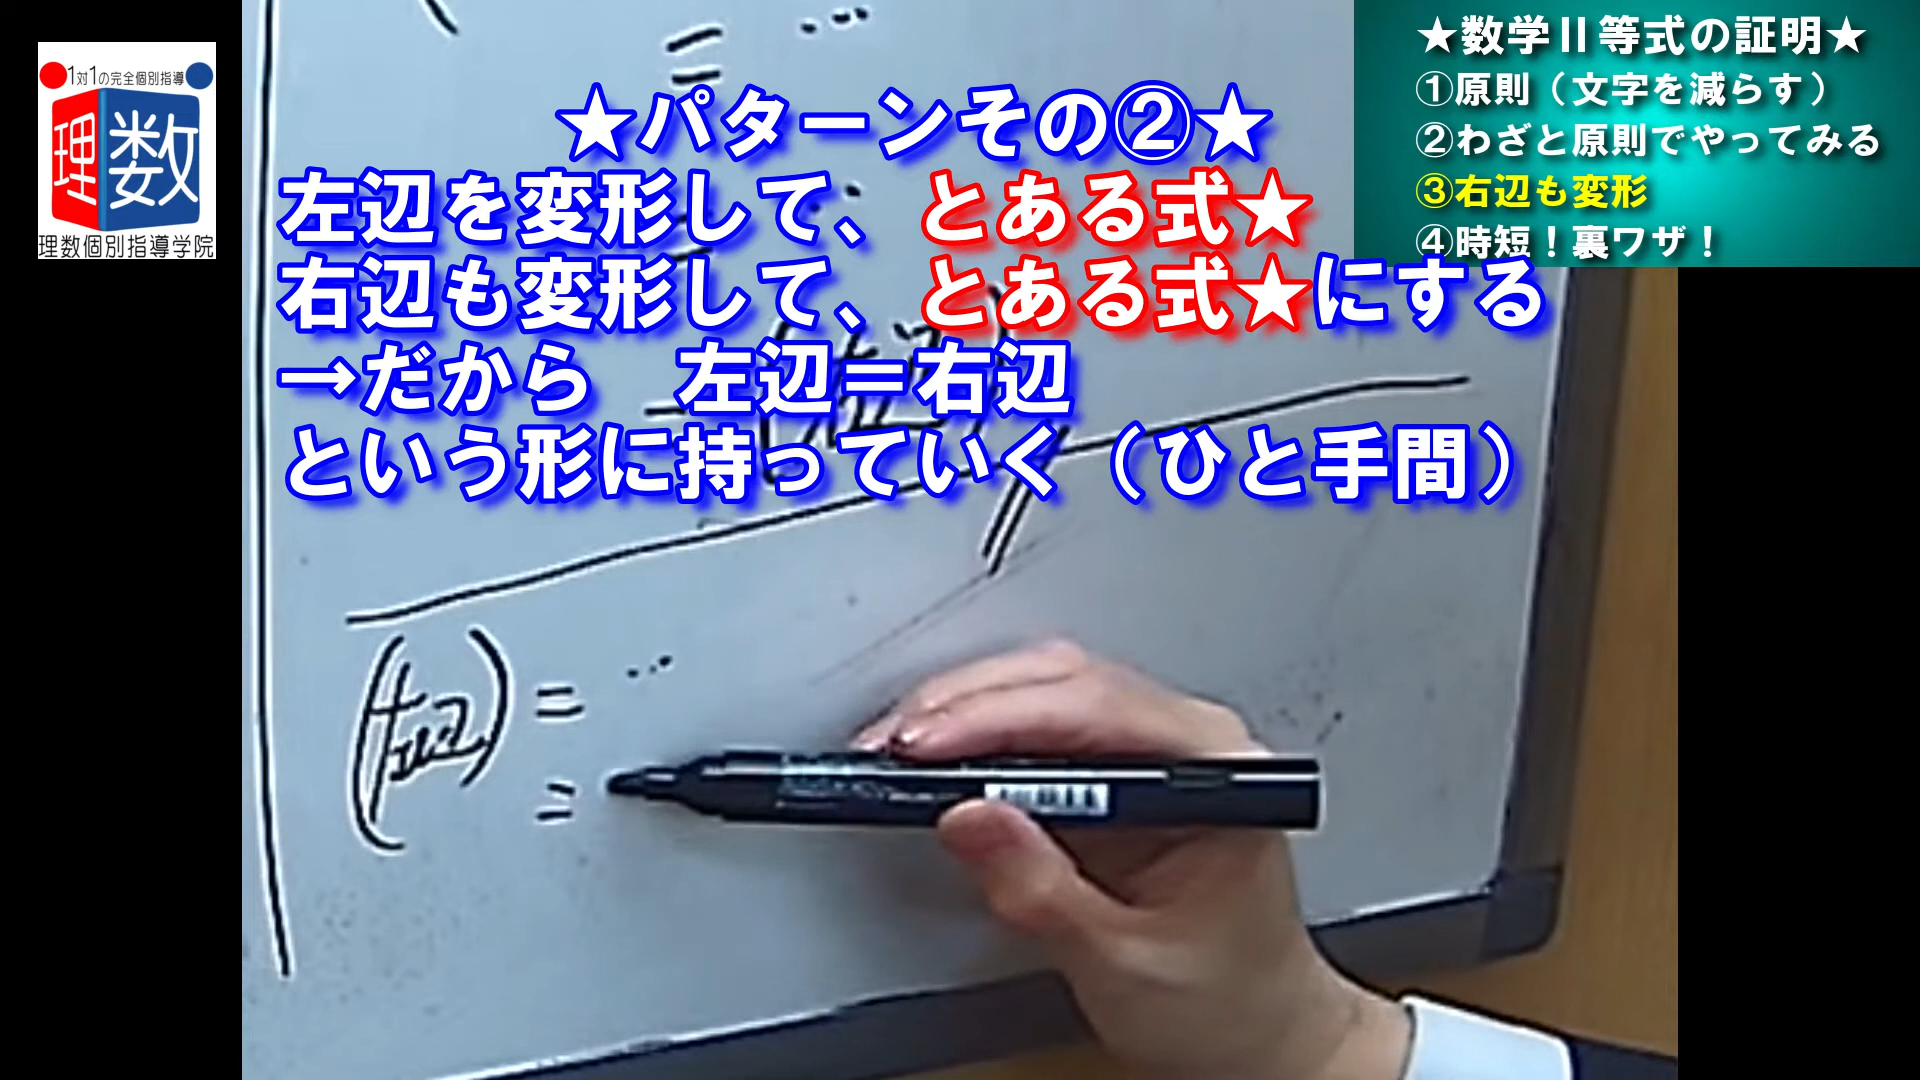 1対1の完全個別指導
理数
理数個別指導学院
★数学Ⅱ等式の証明★
①原則（文字を減らす）
②わざと原則でやってみる
③右辺も変形
④時短！裏ワザ！
★パターンその②★
左辺を変形して、とある式★
右辺も変形して、とある式★にする
→だから 左辺＝右辺
という形に持っていく（ひと手間）
= …
(左辺) = …
=